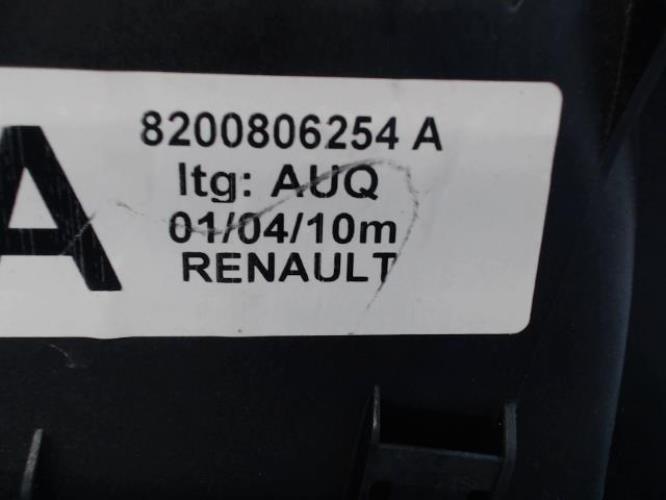 A
8200806254 A
ltg: AUQ
01/04/10m
RENAULT